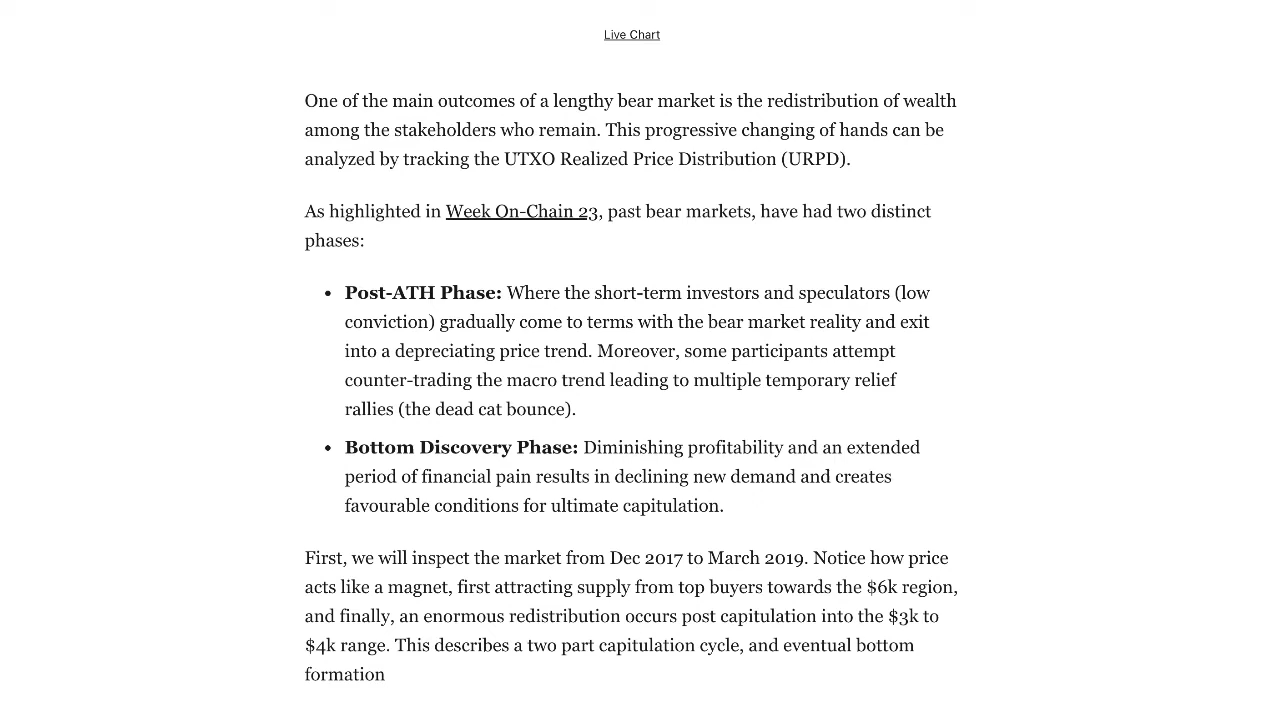 Live Chart
One of the main outcomes of a lengthy bear market is the redistribution of wealth
among the stakeholders who remain. This progressive changing of hands can be
analyzed by tracking the UTXO Realized Price Distribution (URPD).
As highlighted in Week On-Chain 23, past bear markets, have had two distinct
phases:
• Post-ATH Phase: Where the short-term investors and speculators (low
conviction) gradually come to terms with the bear market reality and exit
into a depreciating price trend. Moreover, some participants attempt
counter-trading the macro trend leading to multiple temporary relief
rallies (the dead cat bounce).
• Bottom Discovery Phase: Diminishing profitability and an extended
period of financial pain results in declining new demand and creates
favourable conditions for ultimate capitulation.
First, we will inspect the market from Dec 2017 to March 2019. Notice how price
acts like a magnet, first attracting supply from top buyers towards the $6k region,
and finally, an enormous redistribution occurs post capitulation into the $3k to
$4k range. This describes a two part capitulation cycle, and eventual bottom
formation